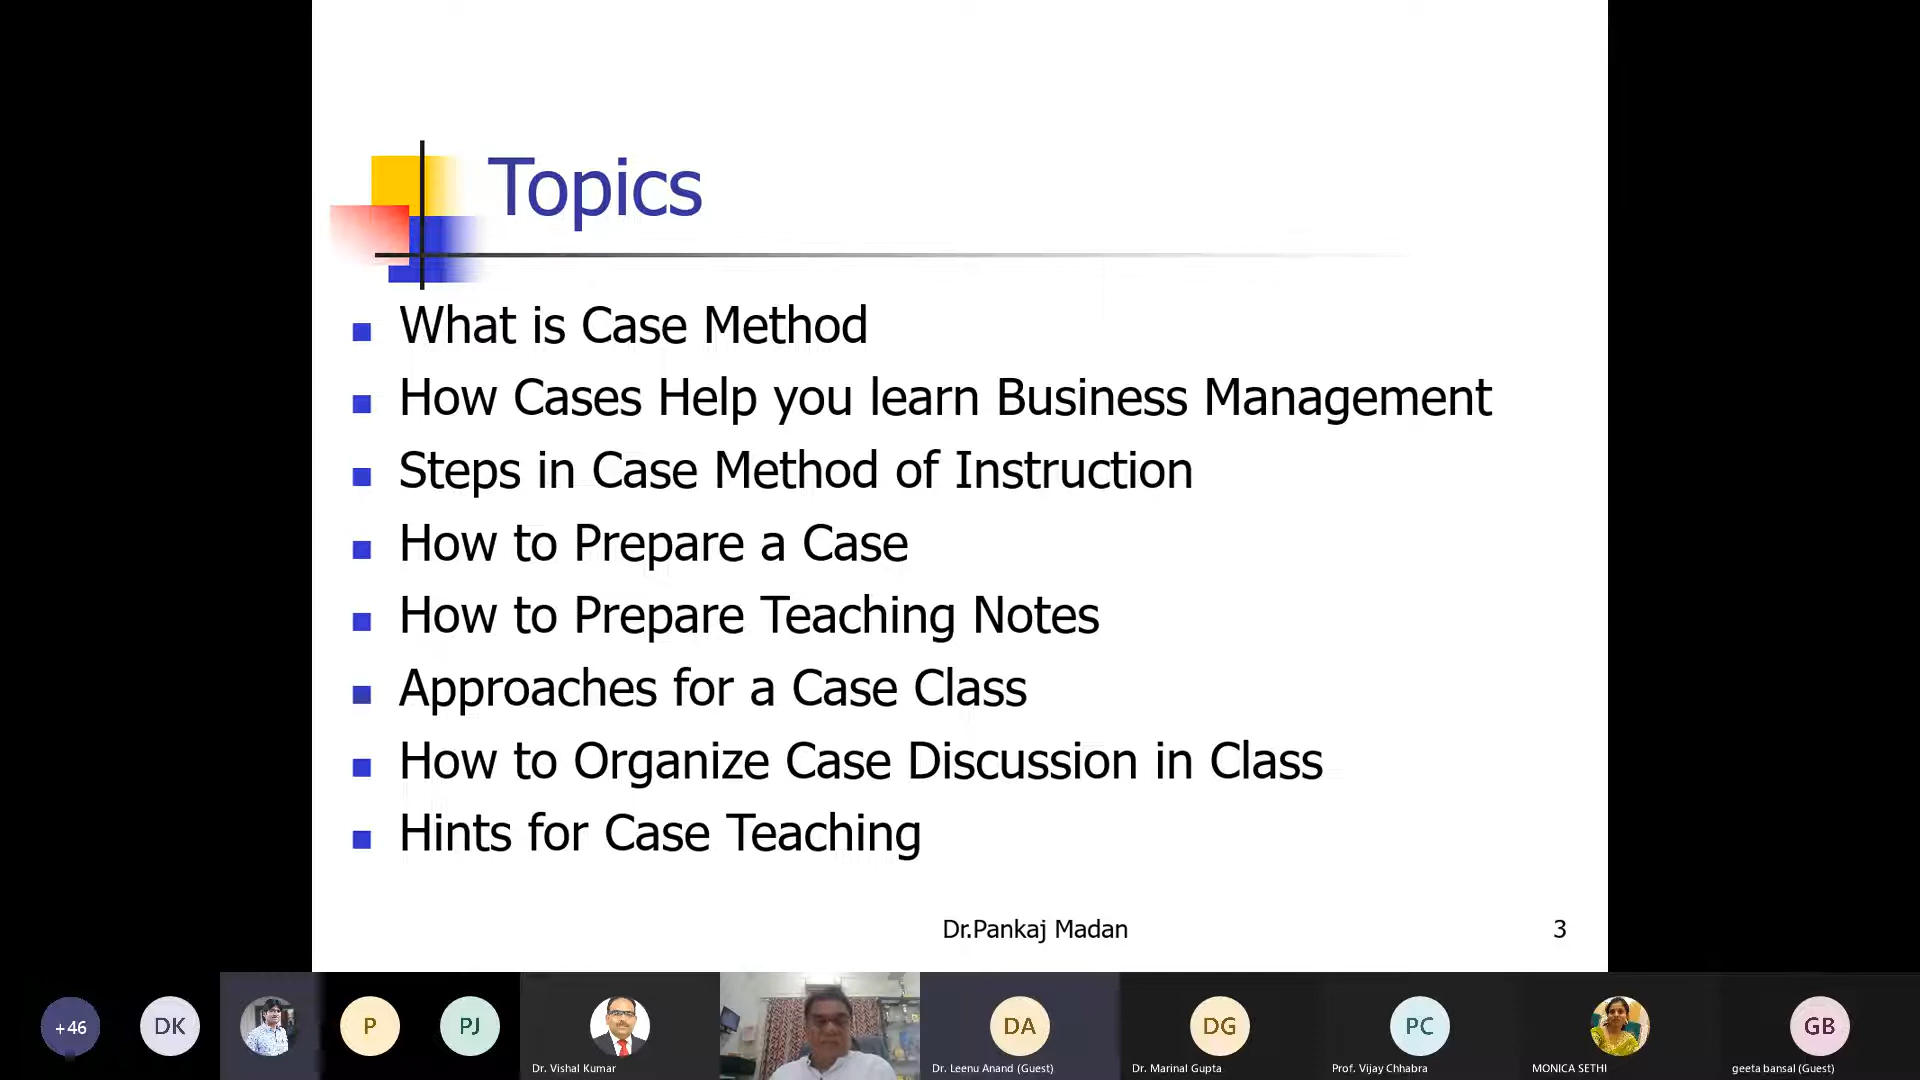 Topics
What is Case Method
How Cases Help you learn Business Management
Steps in Case Method of Instruction
How to Prepare a Case
How to Prepare Teaching Notes
Approaches for a Case Class
How to Organize Case Discussion in Class
Hints for Case Teaching
Dr.Pankaj Madan
3
+46
DK
P
PJ
Dr. Vishal Kumar
DA
Dr. Leenu Anand (Guest)
DG
Dr. Marinal Gupta
PC
Prof. Vijay Chhabra
MONICA SETHI
GB
geeta bansal (Guest)